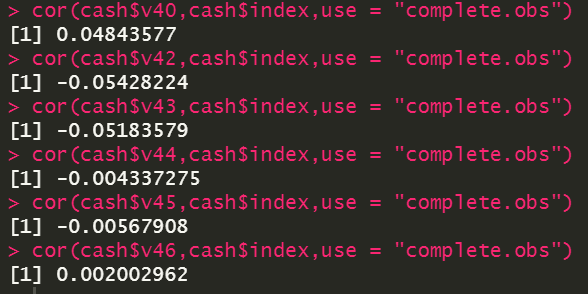 > cor(cash$v40,cash$index,use = "complete.obs")
[1] 0.04843577
> cor(cash$v42,cash$index,use = "complete.obs")
[1] -0.05428224
> cor(cash$v43,cash$index,use = "complete.obs")
[1] -0.05183579
> cor(cash$v44,cash$index,use = "complete.obs")
[1] -0.004337275
> cor(cash$v45,cash$index,use = "complete.obs")
[1] -0.00567908
> cor(cash$v46,cash$index,use = "complete.obs")
[1] 0.002002962